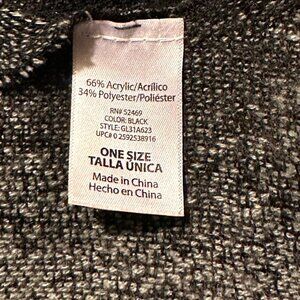 66% Acrylic/Acrílico
34% Polyester/Poliéster
RN# 52469
COLOR: BLACK
STYLE: GL31A623
UPC# 0 2592538916
ONE SIZE
TALLA ÚNICA
Made in China
Hecho en China